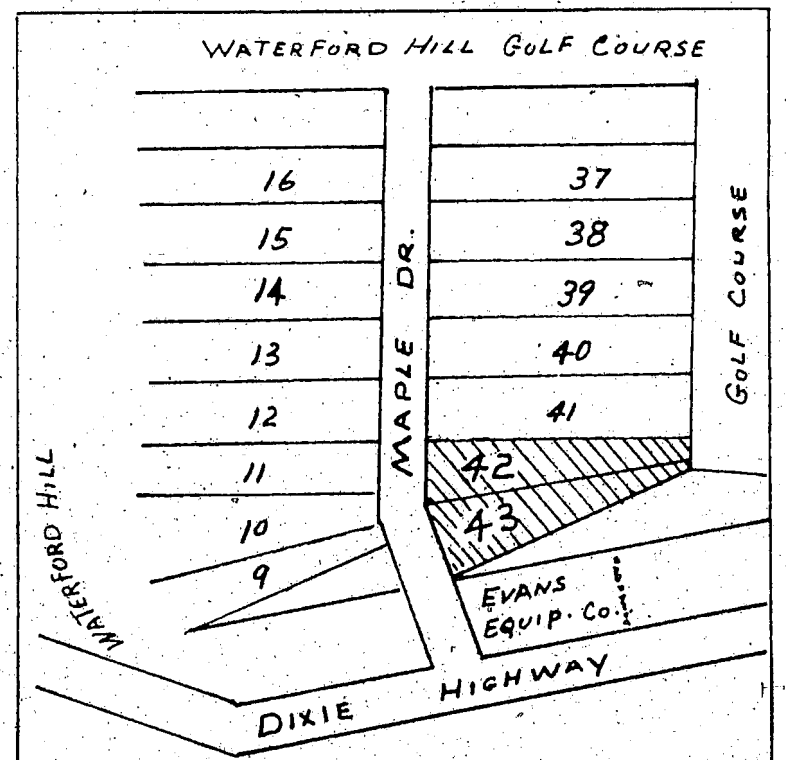 WATERFORD HILL GOLF COURSE
16
37
15
38
14
39
13
40
12
41
11
42
10
43
9
MAPLE DR.
GOLF COURSE
WATERFORD HILL
EVANS
EQUIP. CO.
DIXIE HIGHWAY